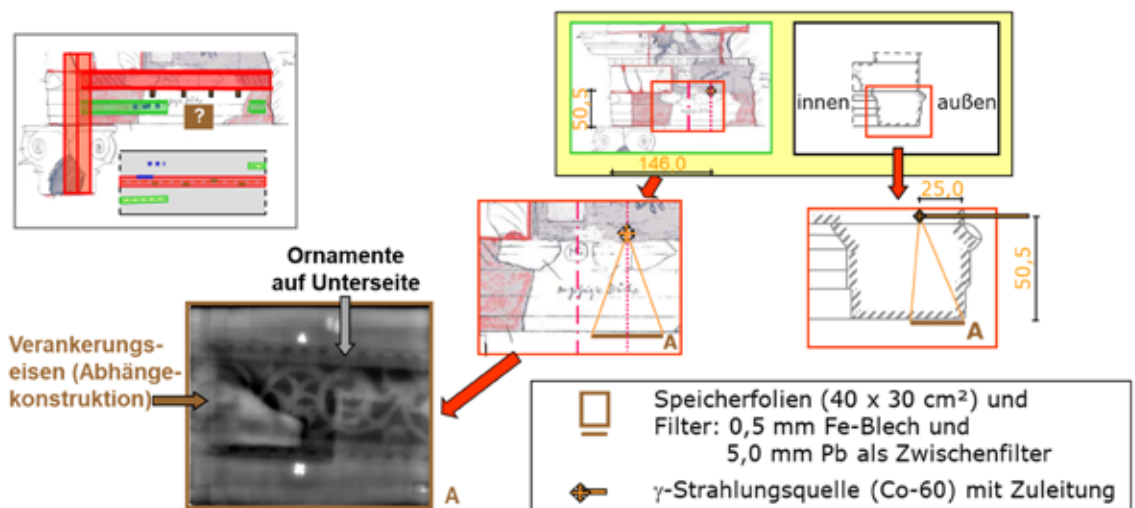 ?
innen
außen
50,5
146,0
25,0
50,5
A
A
Ornamente
auf Unterseite
Verankerungs-
eisen (Abhänge-
konstruktion)
A
Speicherfolien (40 x 30 cm²) und
Filter: 0,5 mm Fe-Blech und
5,0 mm Pb als Zwischenfilter
γ-Strahlungsquelle (Co-60) mit Zuleitung